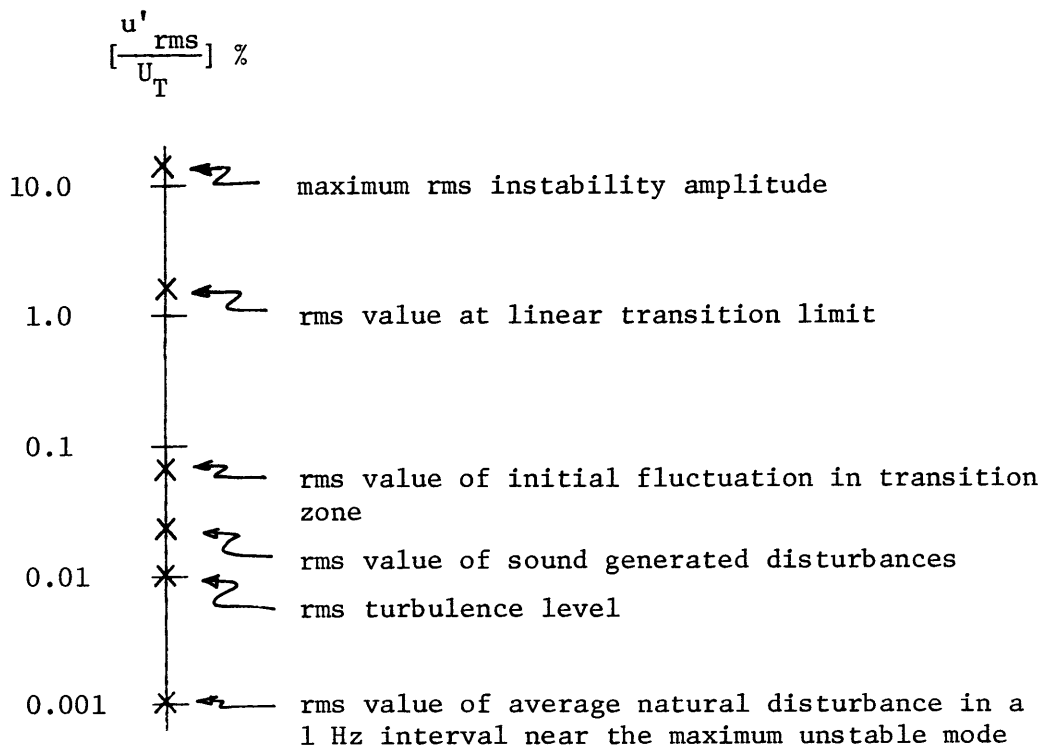 u'rms
[———] %
U_T
10.0 maximum rms instability amplitude
1.0 rms value at linear transition limit
0.1
rms value of initial fluctuation in transition
zone
rms value of sound generated disturbances
0.01
rms turbulence level
0.001 rms value of average natural disturbance in a
1 Hz interval near the maximum unstable mode